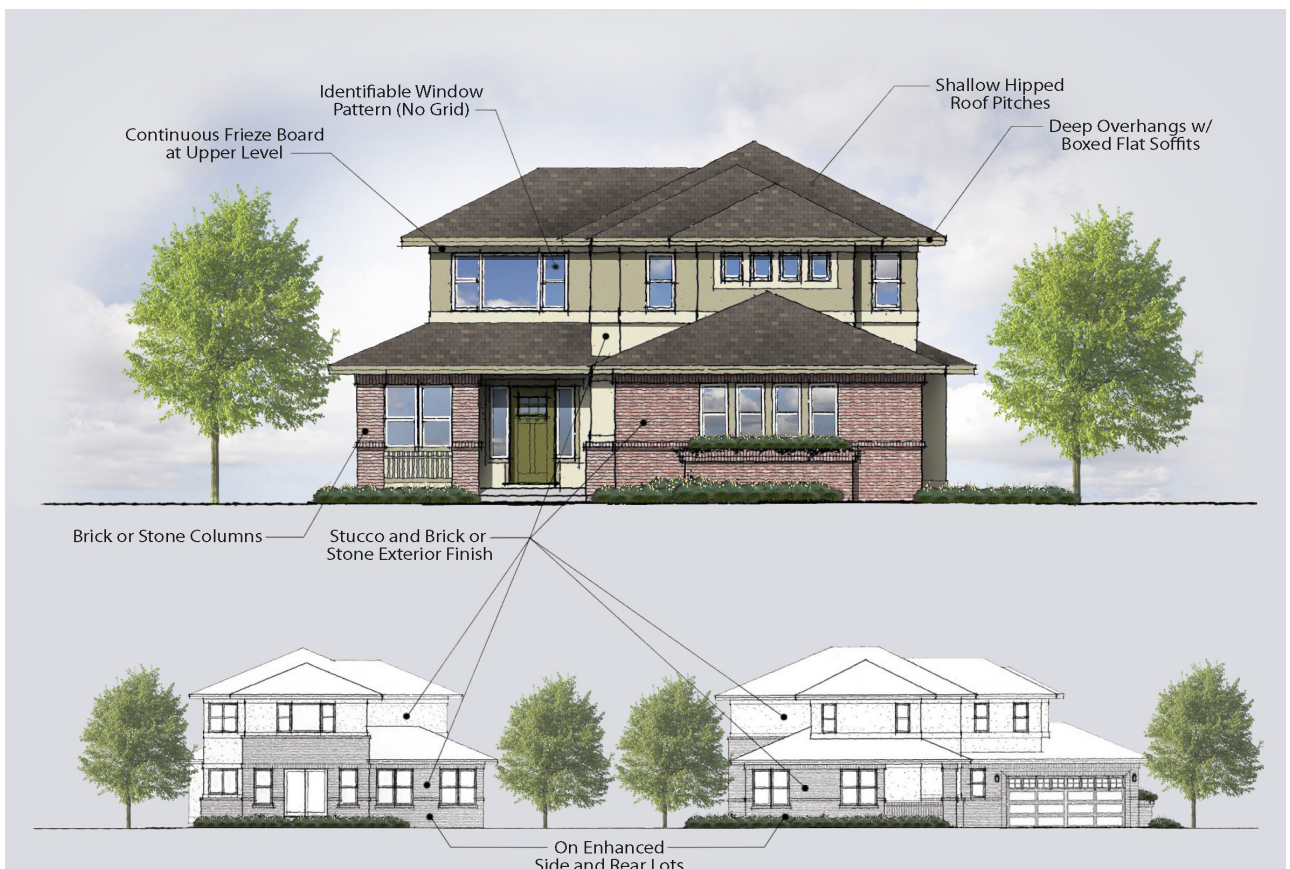 Identifiable Window
Pattern (No Grid)
Shallow Hipped
Roof Pitches
Continuous Frieze Board
at Upper Level
Deep Overhangs w/
Boxed Flat Soffits
Brick or Stone Columns
Stucco and Brick or
Stone Exterior Finish
On Enhanced
Side and Rear Lots